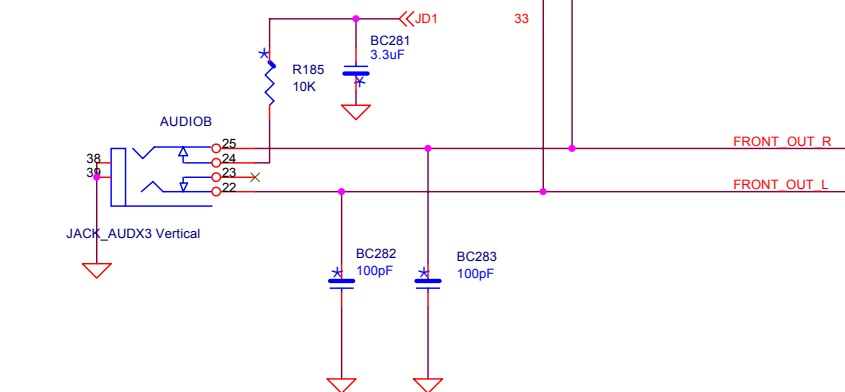 JD1
33
BC281
3.3uF
R185
10K
AUDIOB
25
38
24
39
23
22
FRONT_OUT_R
FRONT_OUT_L
JACK_AUDX3 Vertical
BC282
100pF
BC283
100pF